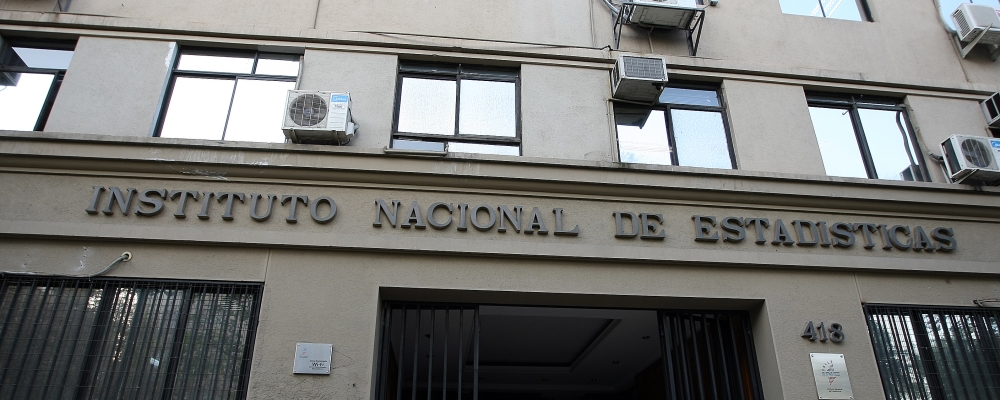 INSTITUTO NACIONAL DE ESTADISTICAS
418